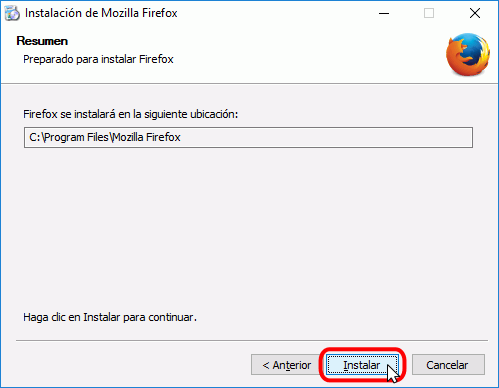 Instalación de Mozilla Firefox
Resumen
Preparado para instalar Firefox
Firefox se instalará en la siguiente ubicación:
C:\Program Files\Mozilla Firefox
Haga clic en Instalar para continuar.
< Anterior Instalar Cancelar